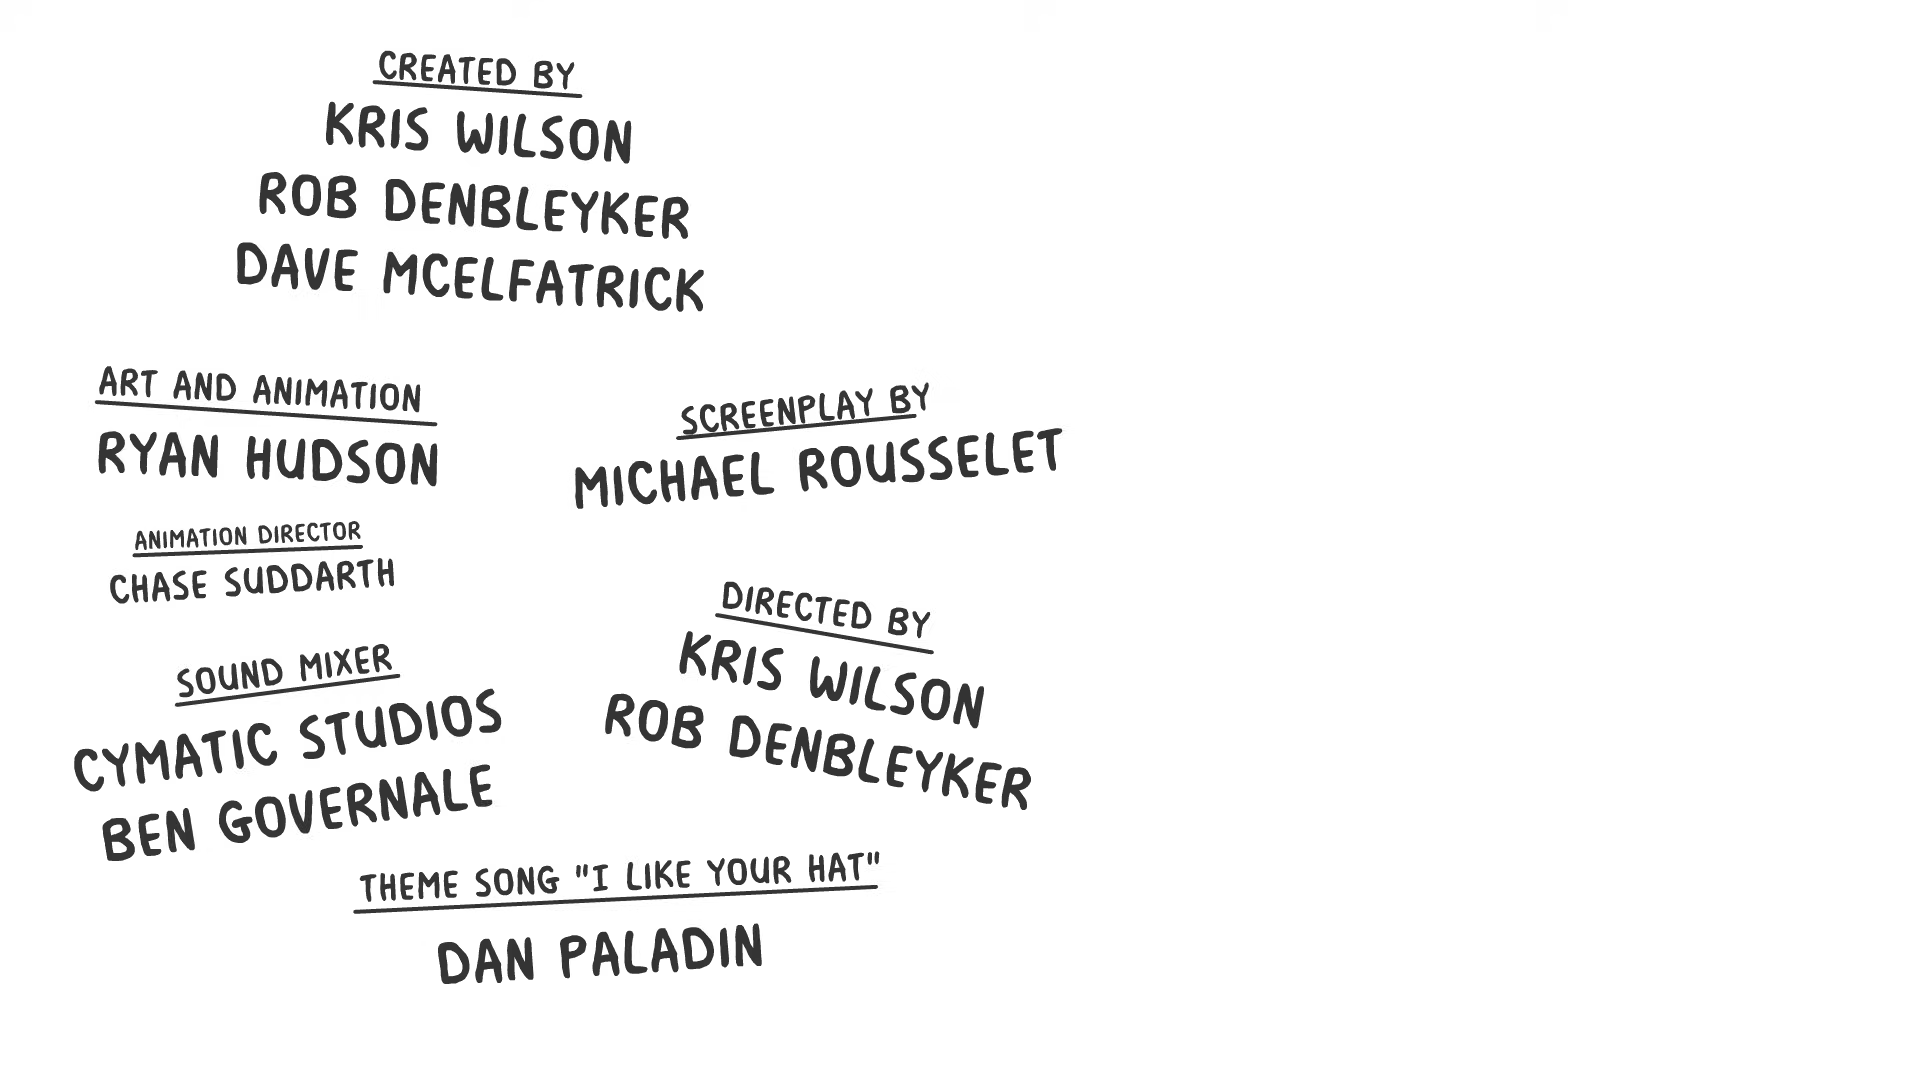 CREATED BY
KRIS WILSON
ROB DENBLEYKER
DAVE MCELFATRICK
ART AND ANIMATION
RYAN HUDSON
SCREENPLAY BY
MICHAEL ROUSSELET
ANIMATION DIRECTOR
CHASE SUDDARTH
DIRECTED BY
KRIS WILSON
ROB DENBLEYKER
SOUND MIXER
CYMATIC STUDIOS
BEN GOVERNALE
THEME SONG "I LIKE YOUR HAT"
DAN PALADIN